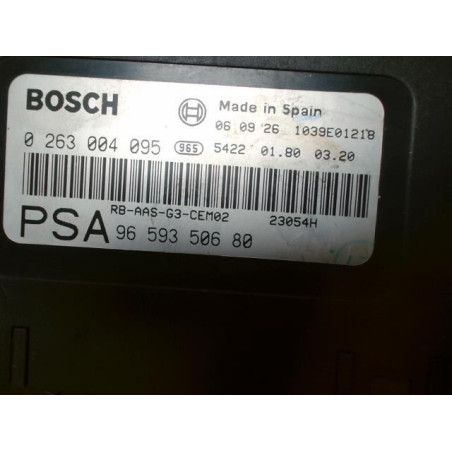 BOSCH
Made in Spain
06 09 26 1039E0121B
0 263 004 095 965 5422 01.80 03.20
RB-AAS-G3-CEM02 23054H
PSA 96 593 506 80